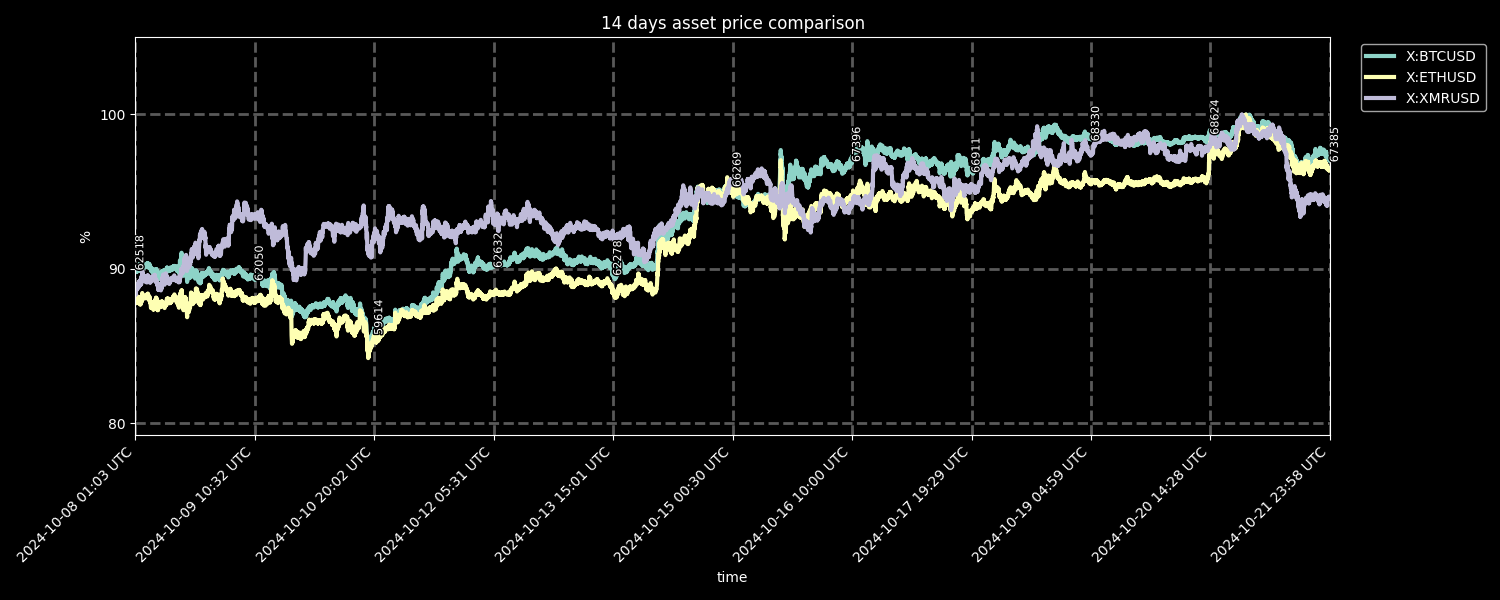 14 days asset price comparison
X:BTCUSD
X:ETHUSD
X:XMRUSD
%
100
90
80
62518
62050
59614
62632
62278
66269
67396
66911
68330
68624
67385
2024-10-08 01:03 UTC
2024-10-09 10:32 UTC
2024-10-10 20:02 UTC
2024-10-12 05:31 UTC
2024-10-13 15:01 UTC
2024-10-15 00:30 UTC
2024-10-16 10:00 UTC
2024-10-17 19:29 UTC
2024-10-19 04:59 UTC
2024-10-20 14:28 UTC
2024-10-21 23:58 UTC
time